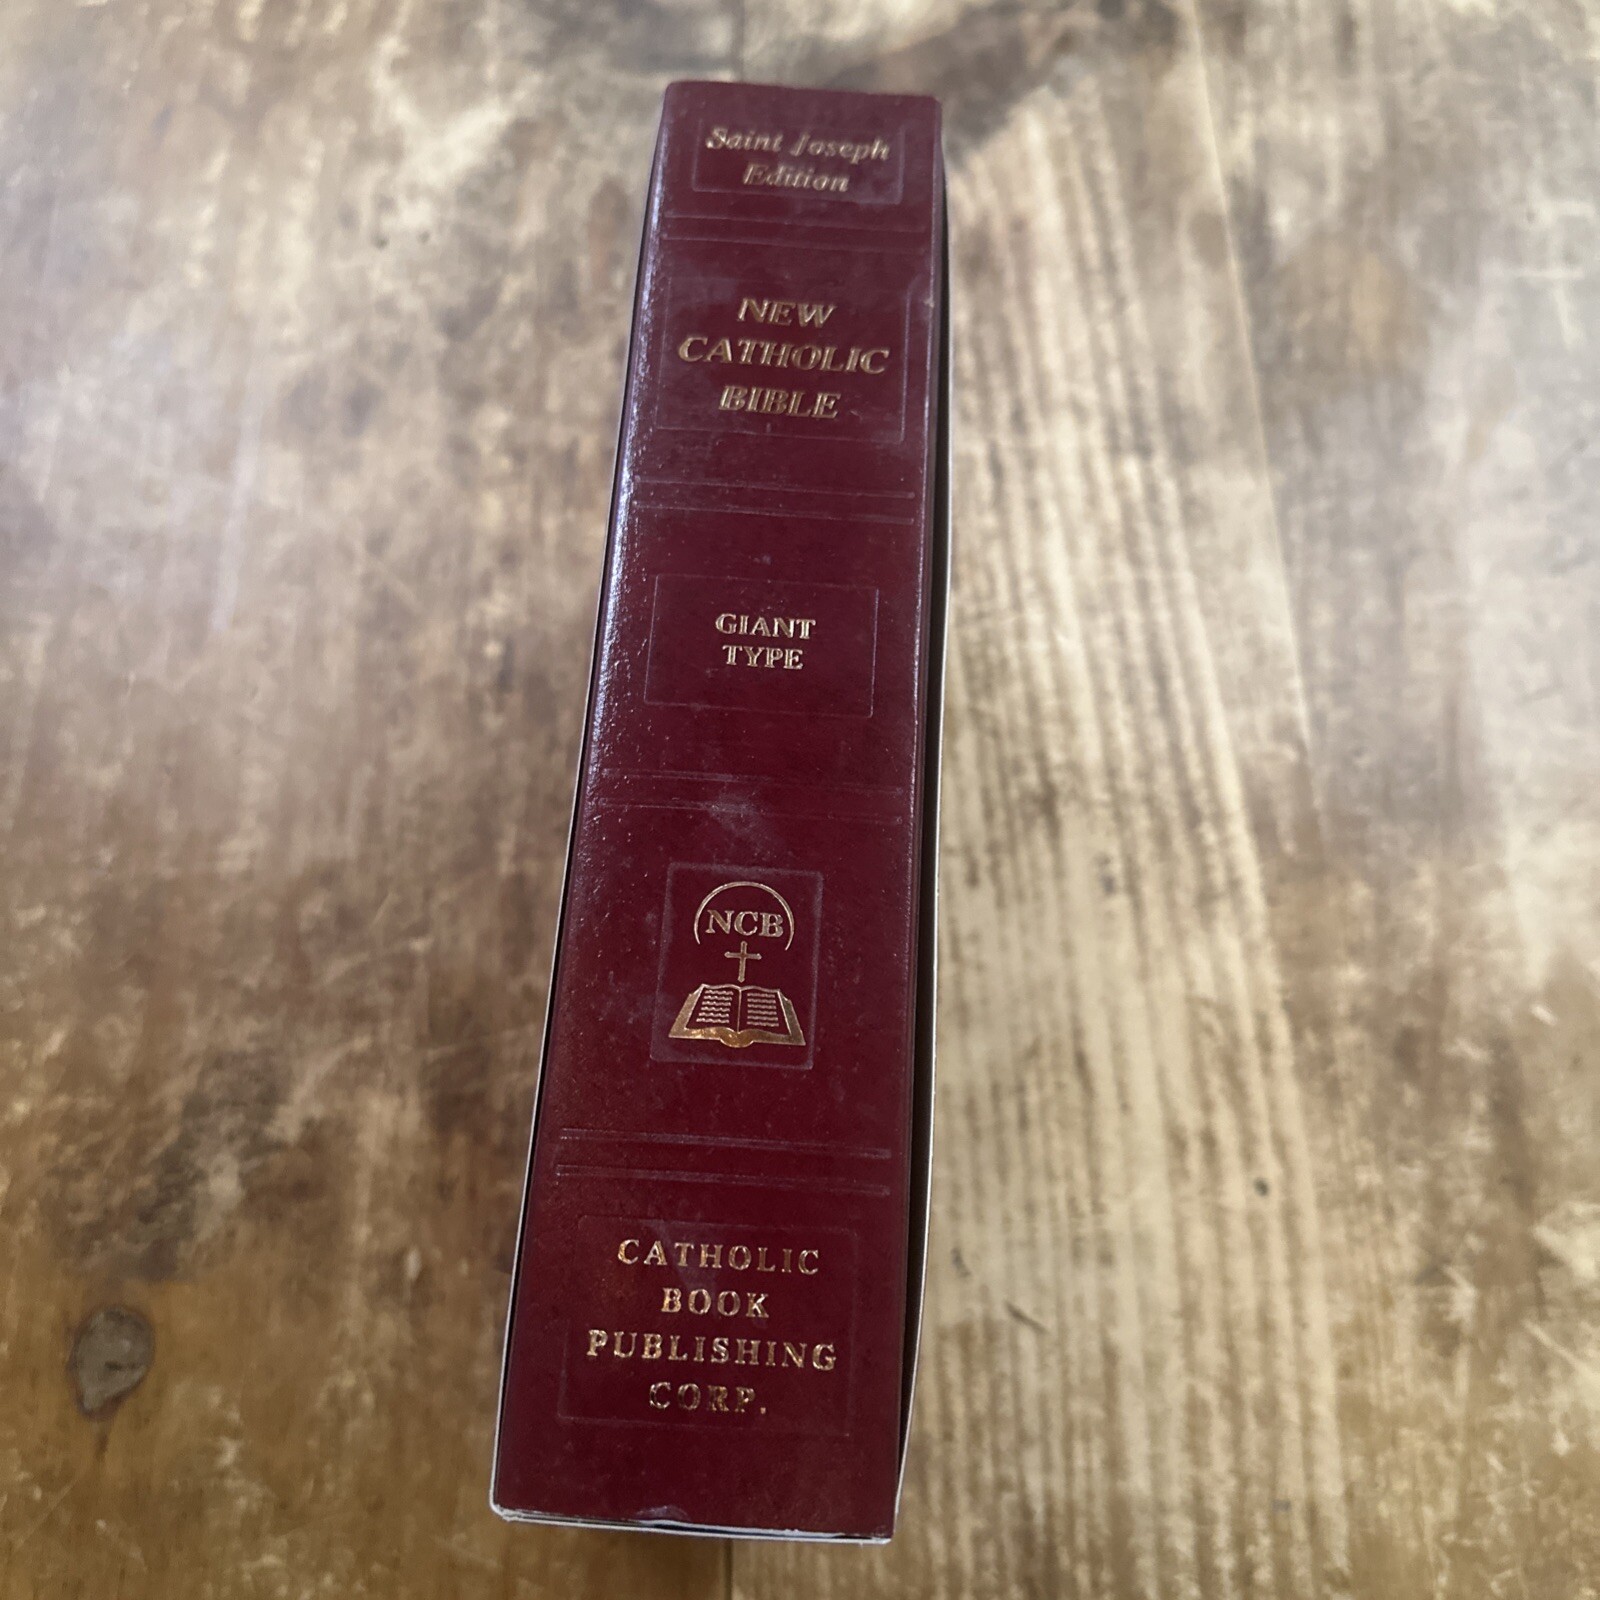 Saint Joseph
Edition
NEW
CATHOLIC
BIBLE
GIANT
TYPE
NCB
CATHOLIC
BOOK
PUBLISHING
CORP.